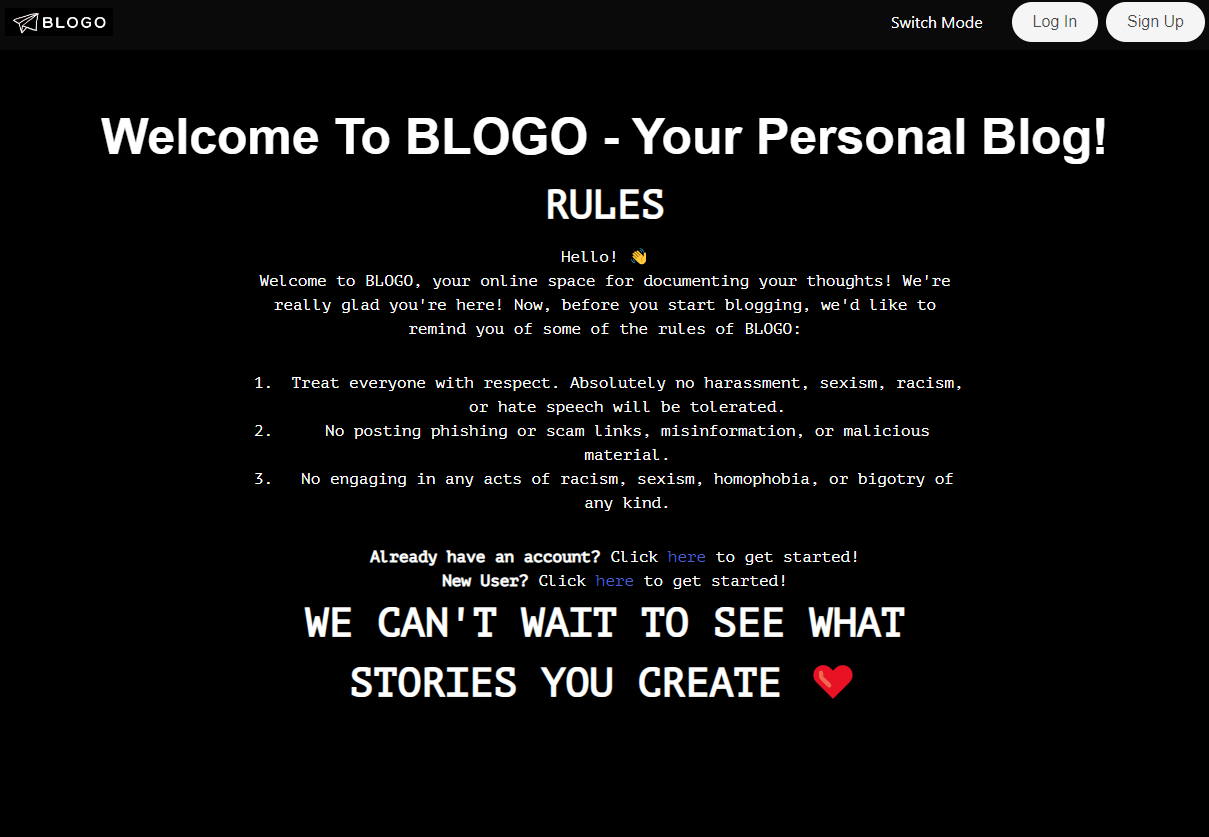 BLOGO
Switch Mode
Log In
Sign Up
Welcome To BLOGO - Your Personal Blog!
RULES
Hello! 👋
Welcome to BLOGO, your online space for documenting your thoughts! We're
really glad you're here! Now, before you start blogging, we'd like to
remind you of some of the rules of BLOGO:
1. Treat everyone with respect. Absolutely no harassment, sexism, racism,
or hate speech will be tolerated.
2. No posting phishing or scam links, misinformation, or malicious
material.
3. No engaging in any acts of racism, sexism, homophobia, or bigotry of
any kind.
Already have an account? Click here to get started!
New User? Click here to get started!
WE CAN'T WAIT TO SEE WHAT
STORIES YOU CREATE ❤️